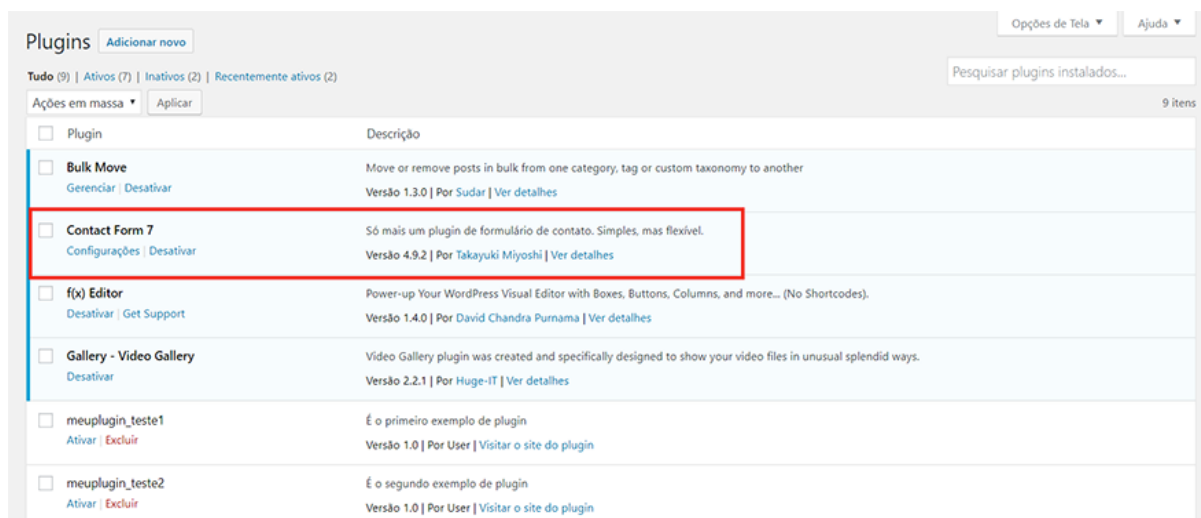 Opções de Tela ▼ Ajuda ▼
Plugins Adicionar novo
Tudo (9) | Ativos (7) | Inativos (2) | Recentemente ativos (2)
Pesquisar plugins instalados...
Ações em massa ▼ Aplicar
9 itens
Plugin Descrição
Bulk Move Move or remove posts in bulk from one category, tag or custom taxonomy to another
Gerenciar | Desativar Versão 1.3.0 | Por Sudar | Ver detalhes
Contact Form 7 Só mais um plugin de formulário de contato. Simples, mas flexível.
Configurações | Desativar Versão 4.9.2 | Por Takayuki Miyoshi | Ver detalhes
f(x) Editor Power-up Your WordPress Visual Editor with Boxes, Buttons, Columns, and more... (No Shortcodes).
Desativar | Get Support Versão 1.4.0 | Por David Chandra Purnama | Ver detalhes
Gallery - Video Gallery Video Gallery plugin was created and specifically designed to show your video files in unusual splendid ways.
Desativar Versão 2.2.1 | Por Huge-IT | Ver detalhes
meuplugin_teste1 É o primeiro exemplo de plugin
Ativar | Excluir Versão 1.0 | Por User | Visitar o site do plugin
meuplugin_teste2 É o segundo exemplo de plugin
Ativar | Excluir Versão 1.0 | Por User | Visitar o site do plugin